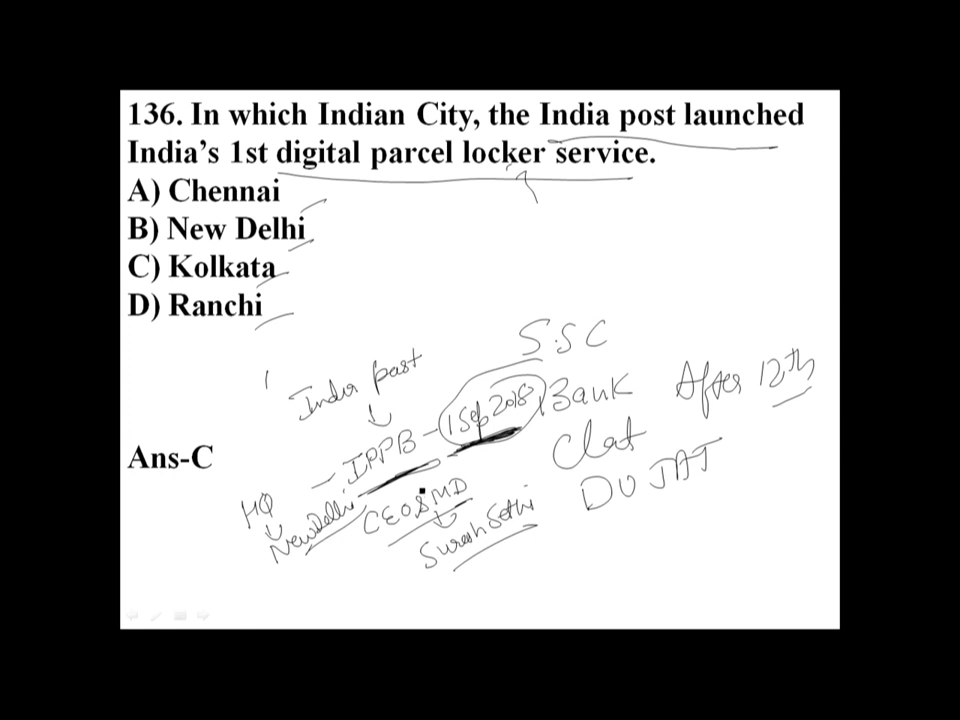 136. In which Indian City, the India post launched
India's 1st digital parcel locker service.
A) Chennai
B) New Delhi
C) Kolkata
D) Ranchi
S.SC
India past
After 12th
- IPPB - 1 Sep 2018, Bank
Clat
Ans-C
DU JAT
HQ
New Delhi
CEO & MD
Suresh Sethi